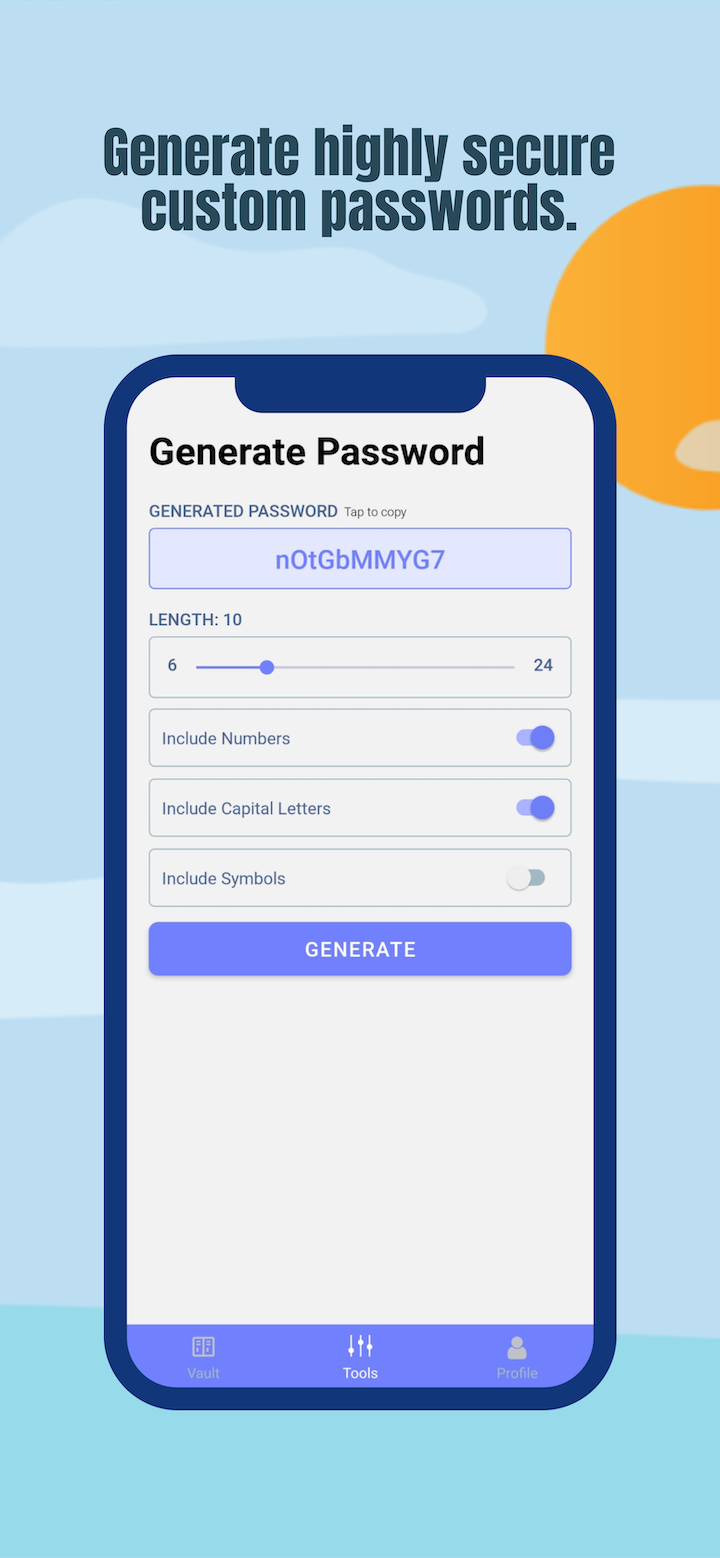 Generate highly secure
custom passwords.
Generate Password
GENERATED PASSWORD Tap to copy
nOtGbMMYG7
LENGTH: 10
6 24
Include Numbers
Include Capital Letters
Include Symbols
GENERATE
Vault Tools Profile